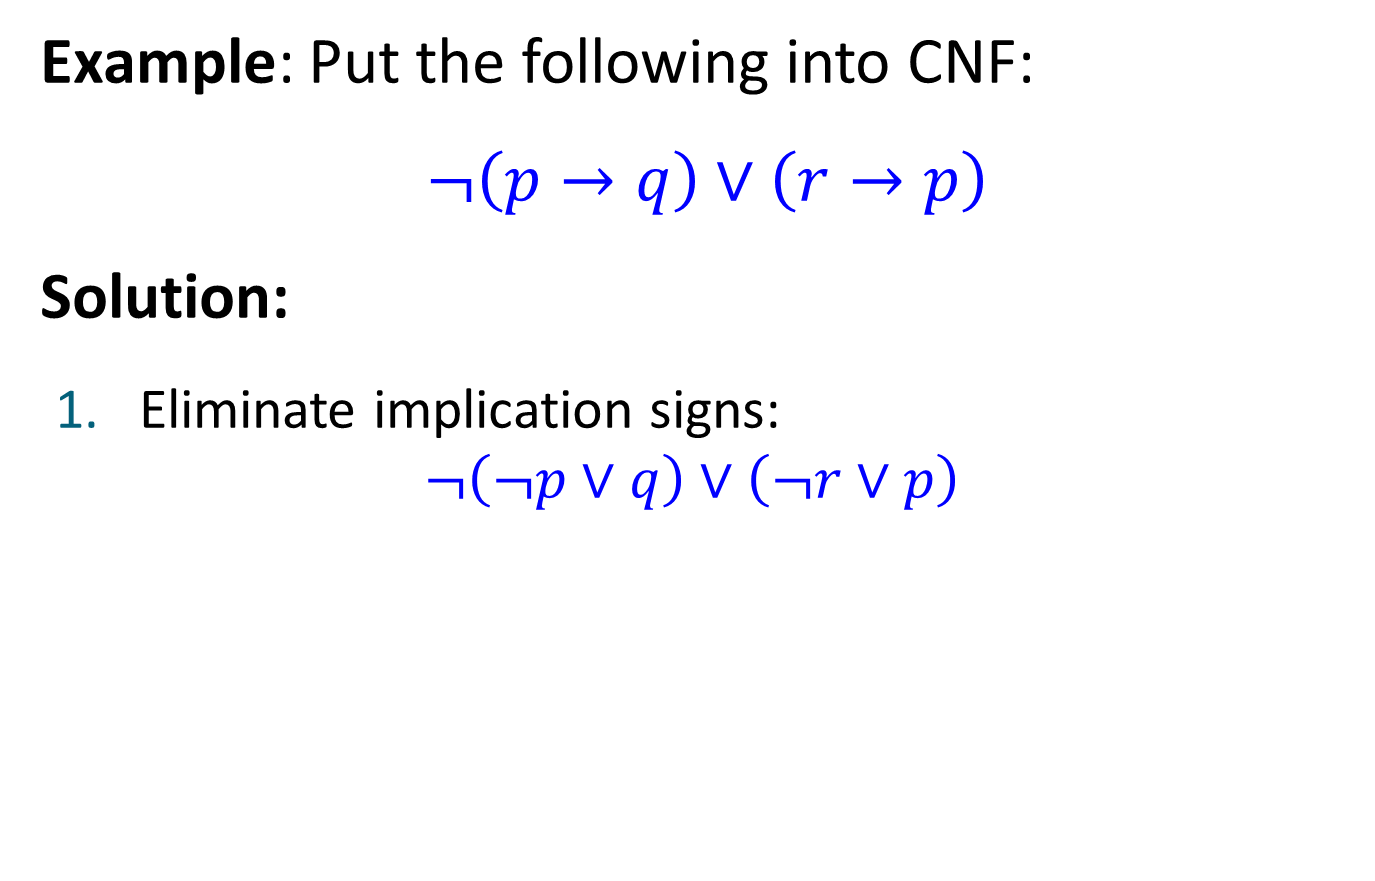 Example: Put the following into CNF:
¬(p → q) ∨ (r → p)
Solution:
1. Eliminate implication signs:
¬(¬p ∨ q) ∨ (¬r ∨ p)